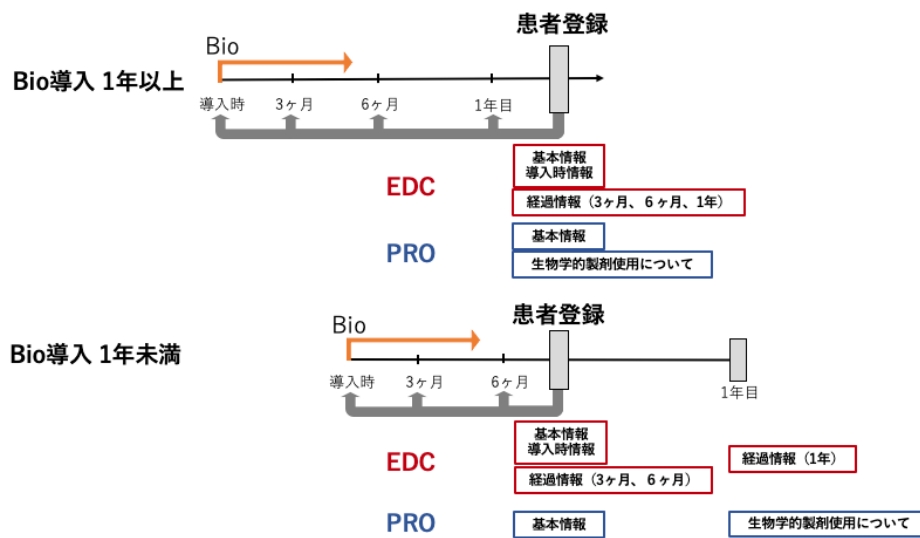 患者登録
Bio
Bio導入 1年以上
導入時 3ヶ月 6ヶ月 1年目
基本情報
導入時情報
EDC
経過情報（3ヶ月、6ヶ月、1年）
基本情報
PRO
生物学的製剤使用について
患者登録
Bio
Bio導入 1年未満
導入時 3ヶ月 6ヶ月 1年目
基本情報
導入時情報
EDC
経過情報（1年）
経過情報（3ヶ月、6ヶ月）
PRO
基本情報
生物学的製剤使用について